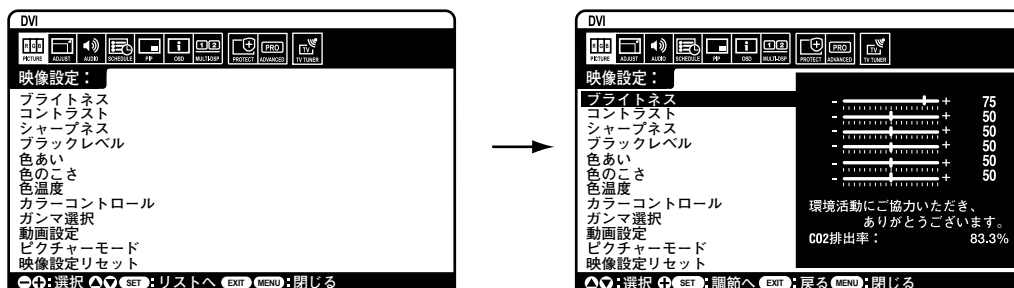 DVI
RGB
PICTURE ADJUST AUDIO SCHEDULE PIP OSD MULTI-DSP PROTECT ADVANCED TV TUNER
1 2 PRO TV
映像設定：
ブライトネス
コントラスト
シャープネス
ブラックレベル
色あい
色のこさ
色温度
カラーコントロール
ガンマ選択
動画設定
ピクチャーモード
映像設定リセット
:選択 SET :リストへ EXIT MENU :閉じる
DVI
RGB
PICTURE ADJUST AUDIO SCHEDULE PIP OSD MULTI-DSP PROTECT ADVANCED TV TUNER
1 2 PRO TV
映像設定：
ブライトネス - + 75
コントラスト - + 50
シャープネス - + 50
ブラックレベル - + 50
色あい - + 50
色のこさ - + 50
色温度
カラーコントロール
ガンマ選択
動画設定
ピクチャーモード
映像設定リセット
環境活動にご協力いただき、
ありがとうございます。
CO2排出率： 83.3%
:選択 SET :調節へ EXIT :戻る MENU :閉じる